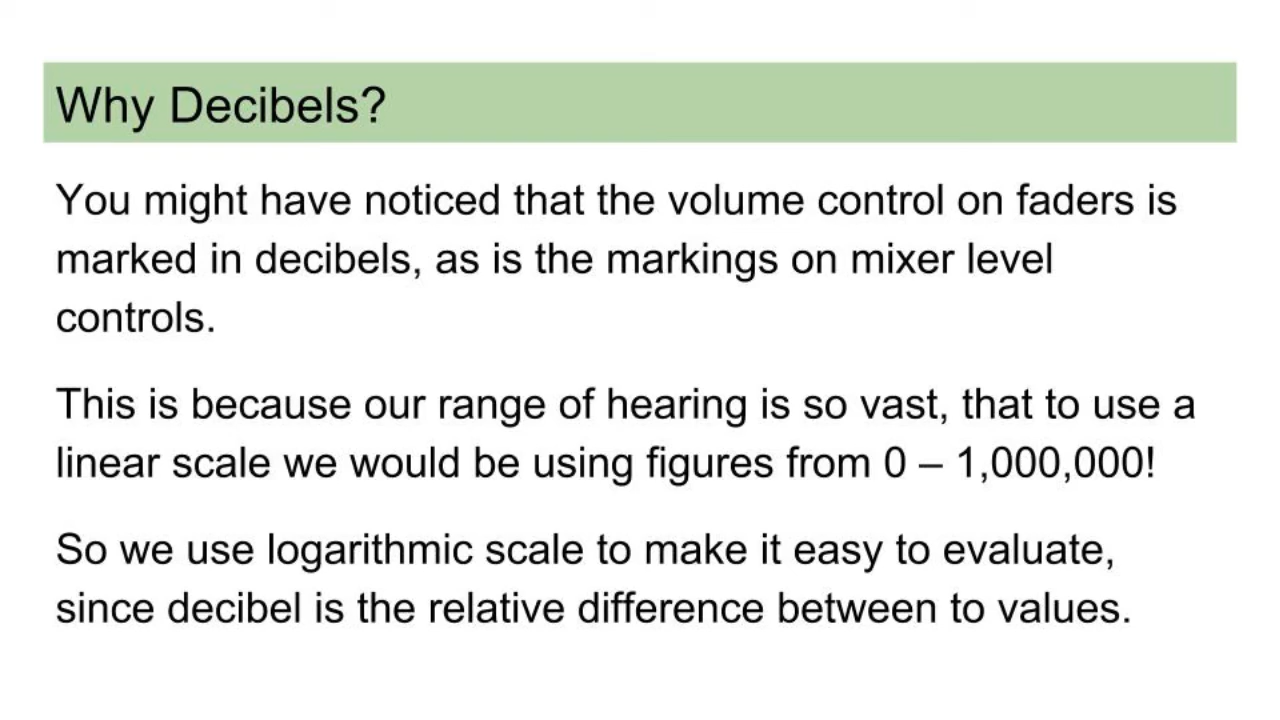 Why Decibels?
You might have noticed that the volume control on faders is
marked in decibels, as is the markings on mixer level
controls.
This is because our range of hearing is so vast, that to use a
linear scale we would be using figures from 0 – 1,000,000!
So we use logarithmic scale to make it easy to evaluate,
since decibel is the relative difference between to values.